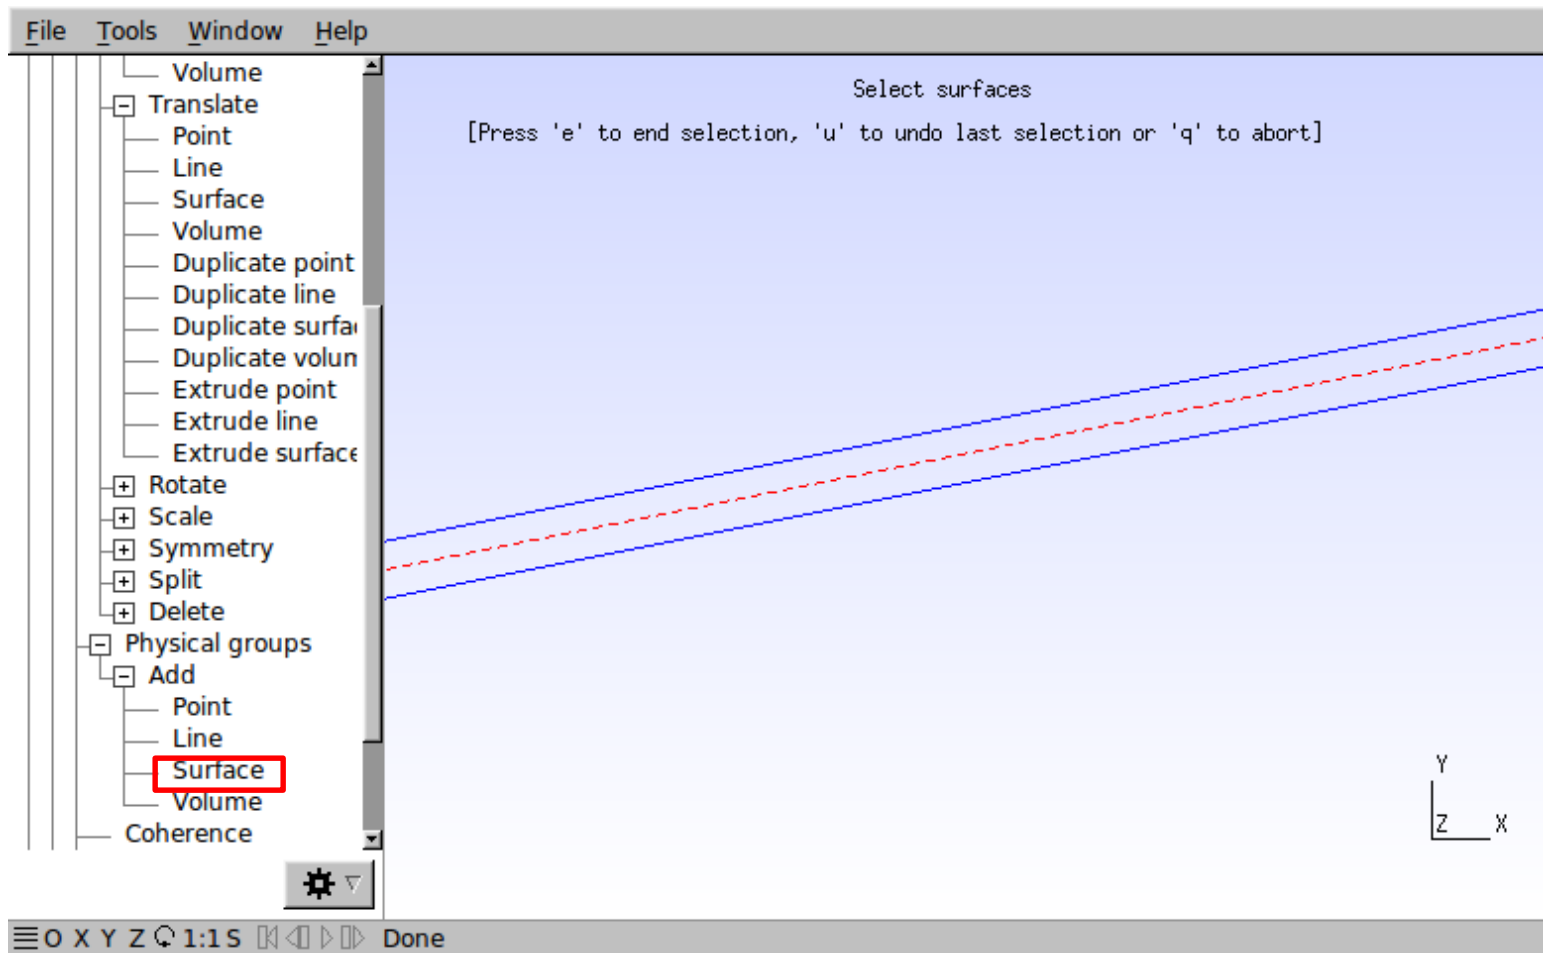 File Tools Window Help
Volume
Translate
Point
Line
Surface
Volume
Duplicate point
Duplicate line
Duplicate surfa
Duplicate volum
Extrude point
Extrude line
Extrude surface
Rotate
Scale
Symmetry
Split
Delete
Physical groups
Add
Point
Line
Surface
Volume
Coherence
Select surfaces
[Press 'e' to end selection, 'u' to undo last selection or 'q' to abort]
Y
Z X
O X Y Z 1:1 S Done